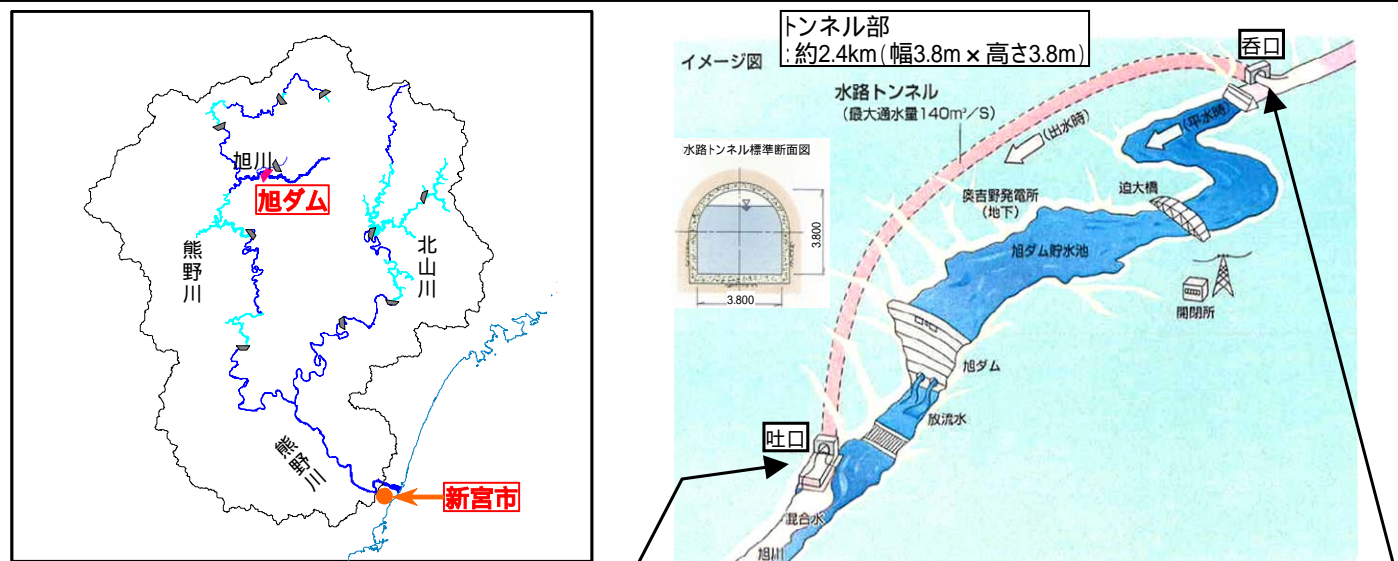 旭川
旭ダム
熊野川
北山川
熊野川
新宮市
トンネル部
:約2.4km(幅3.8m×高さ3.8m)
呑口
イメージ図
水路トンネル
(最大通水量140m³/S)
(出水時)
(平水時)
水路トンネル標準断面図
3.800
3.800
奥吉野発電所
(地下)
迫大橋
旭ダム貯水池
開閉所
旭ダム
放流水
吐口
混合水
旭川